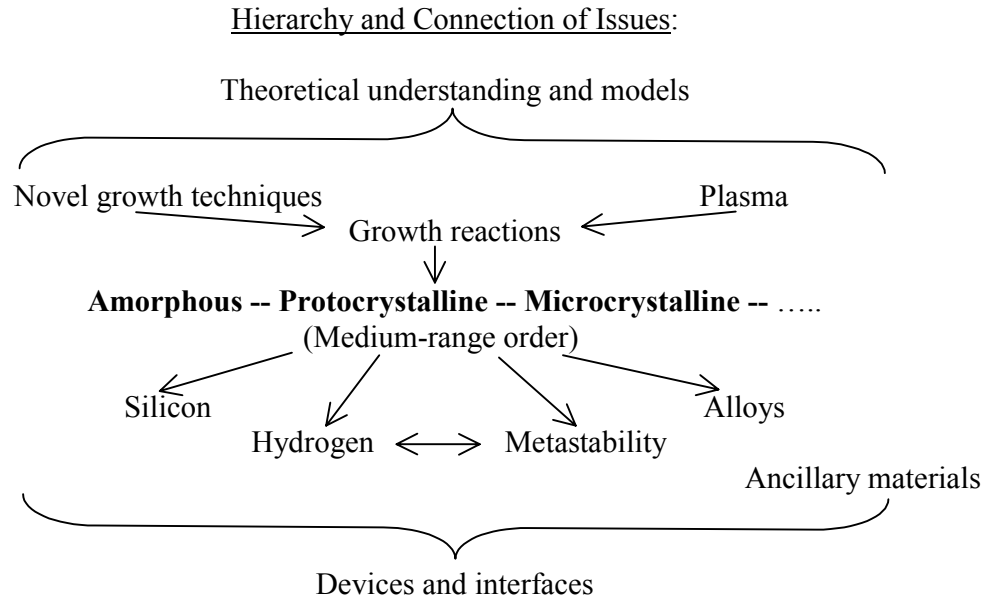 Hierarchy and Connection of Issues:
Theoretical understanding and models
Novel growth techniques
Plasma
Growth reactions
Amorphous -- Protocrystalline -- Microcrystalline -- …..
(Medium-range order)
Silicon
Alloys
Hydrogen
Metastability
Ancillary materials
Devices and interfaces